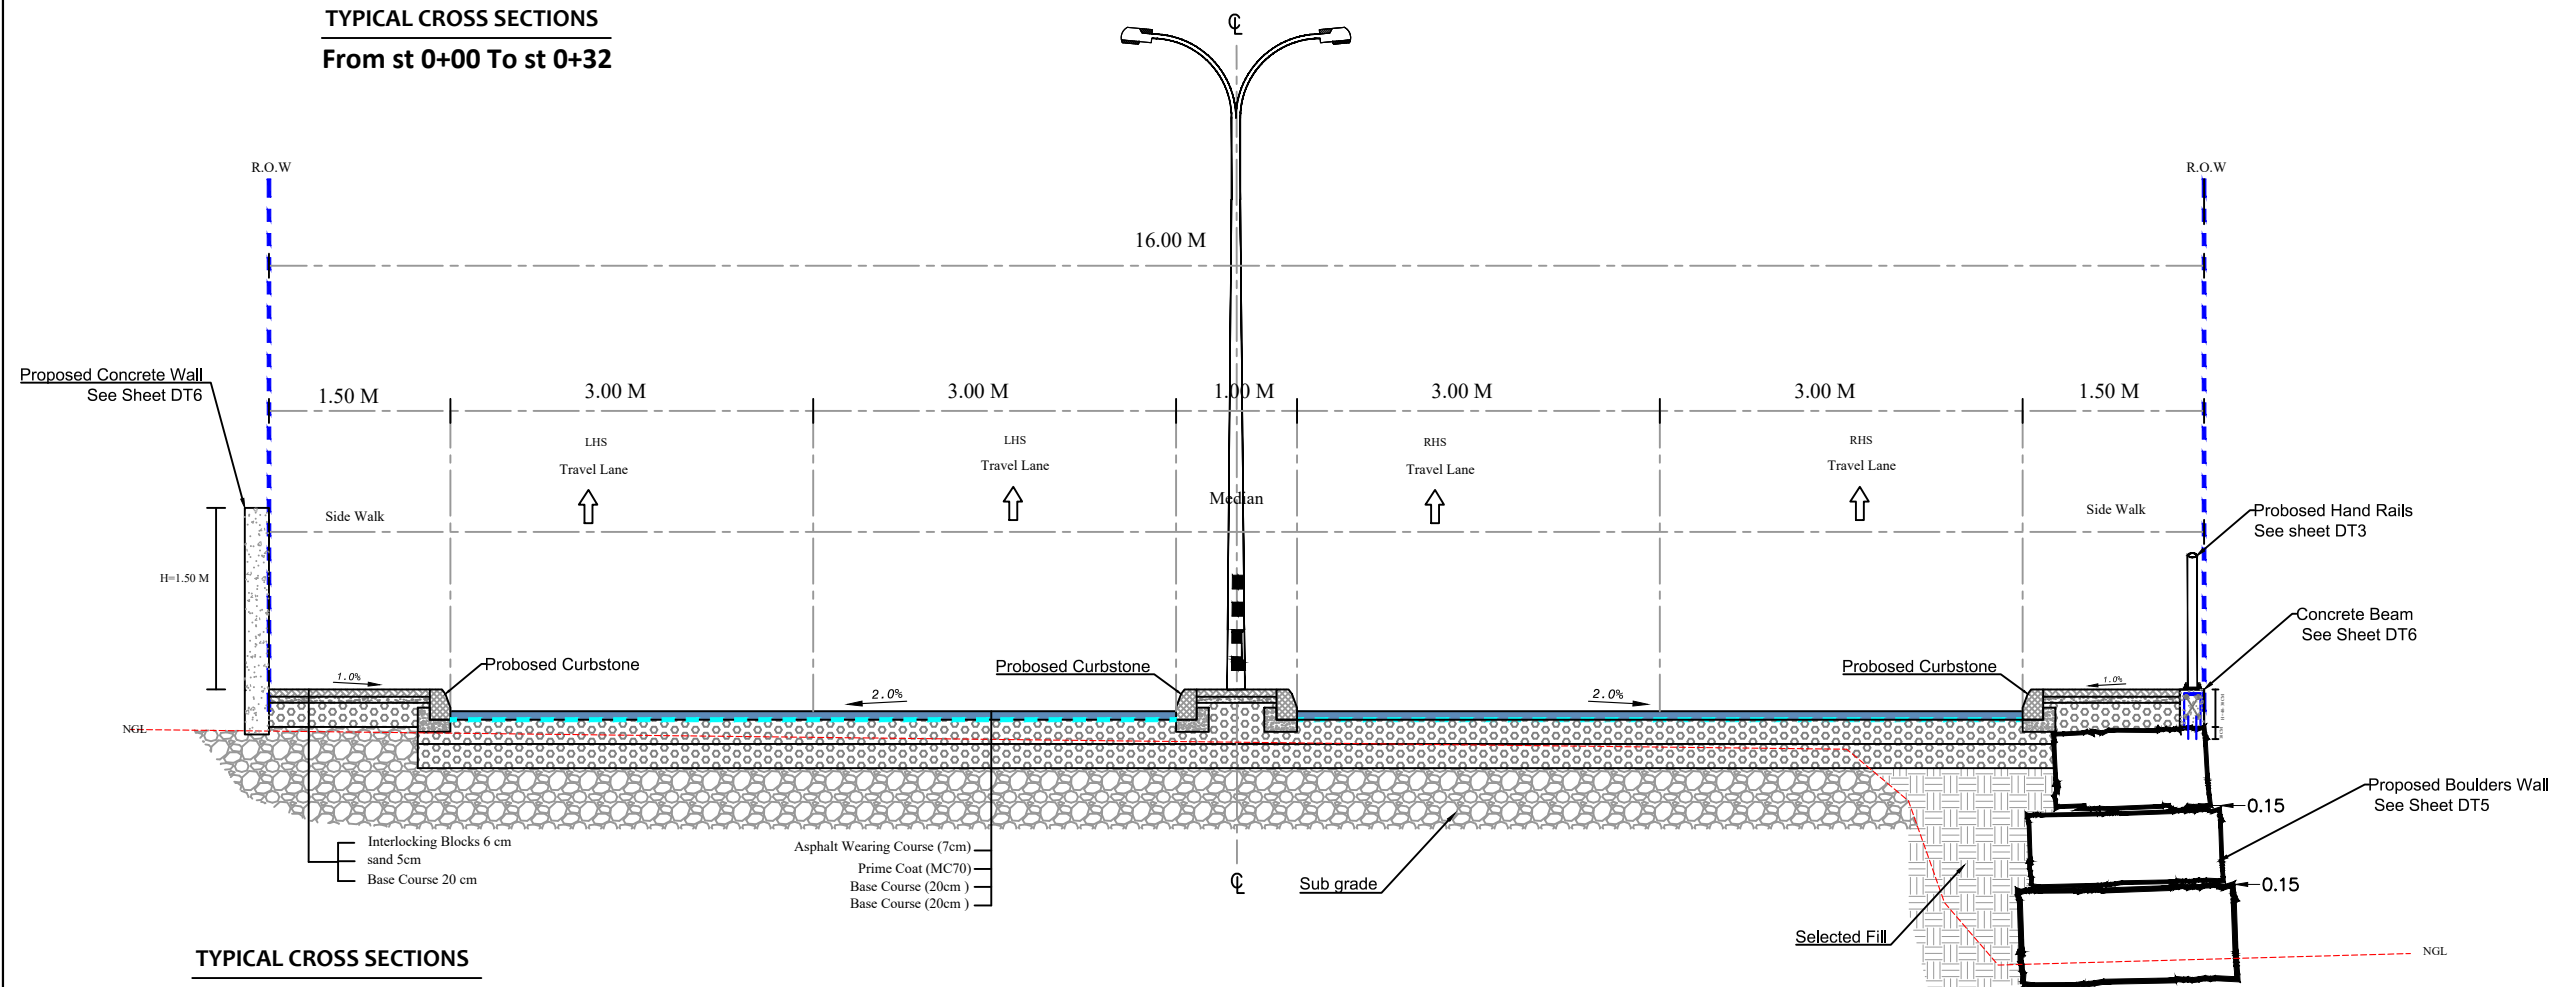 TYPICAL CROSS SECTIONS
From st 0+00 To st 0+32
℄
R.O.W
R.O.W
16.00 M
Proposed Concrete Wall
See Sheet DT6
1.50 M
3.00 M
3.00 M
1.00 M
3.00 M
3.00 M
1.50 M
LHS
Travel Lane
LHS
Travel Lane
RHS
Travel Lane
RHS
Travel Lane
Side Walk
Median
Side Walk
Probosed Hand Rails
See sheet DT3
H=1.50 M
Concrete Beam
See Sheet DT6
Probosed Curbstone
Probosed Curbstone
Probosed Curbstone
1.0%
2.0%
2.0%
1.0%
NGL
Proposed Boulders Wall
See Sheet DT5
0.15
0.15
Interlocking Blocks 6 cm
sand 5cm
Base Course 20 cm
Asphalt Wearing Course (7cm)
Prime Coat (MC70)
Base Course (20cm )
Base Course (20cm )
℄
Sub grade
Selected Fill
NGL
TYPICAL CROSS SECTIONS